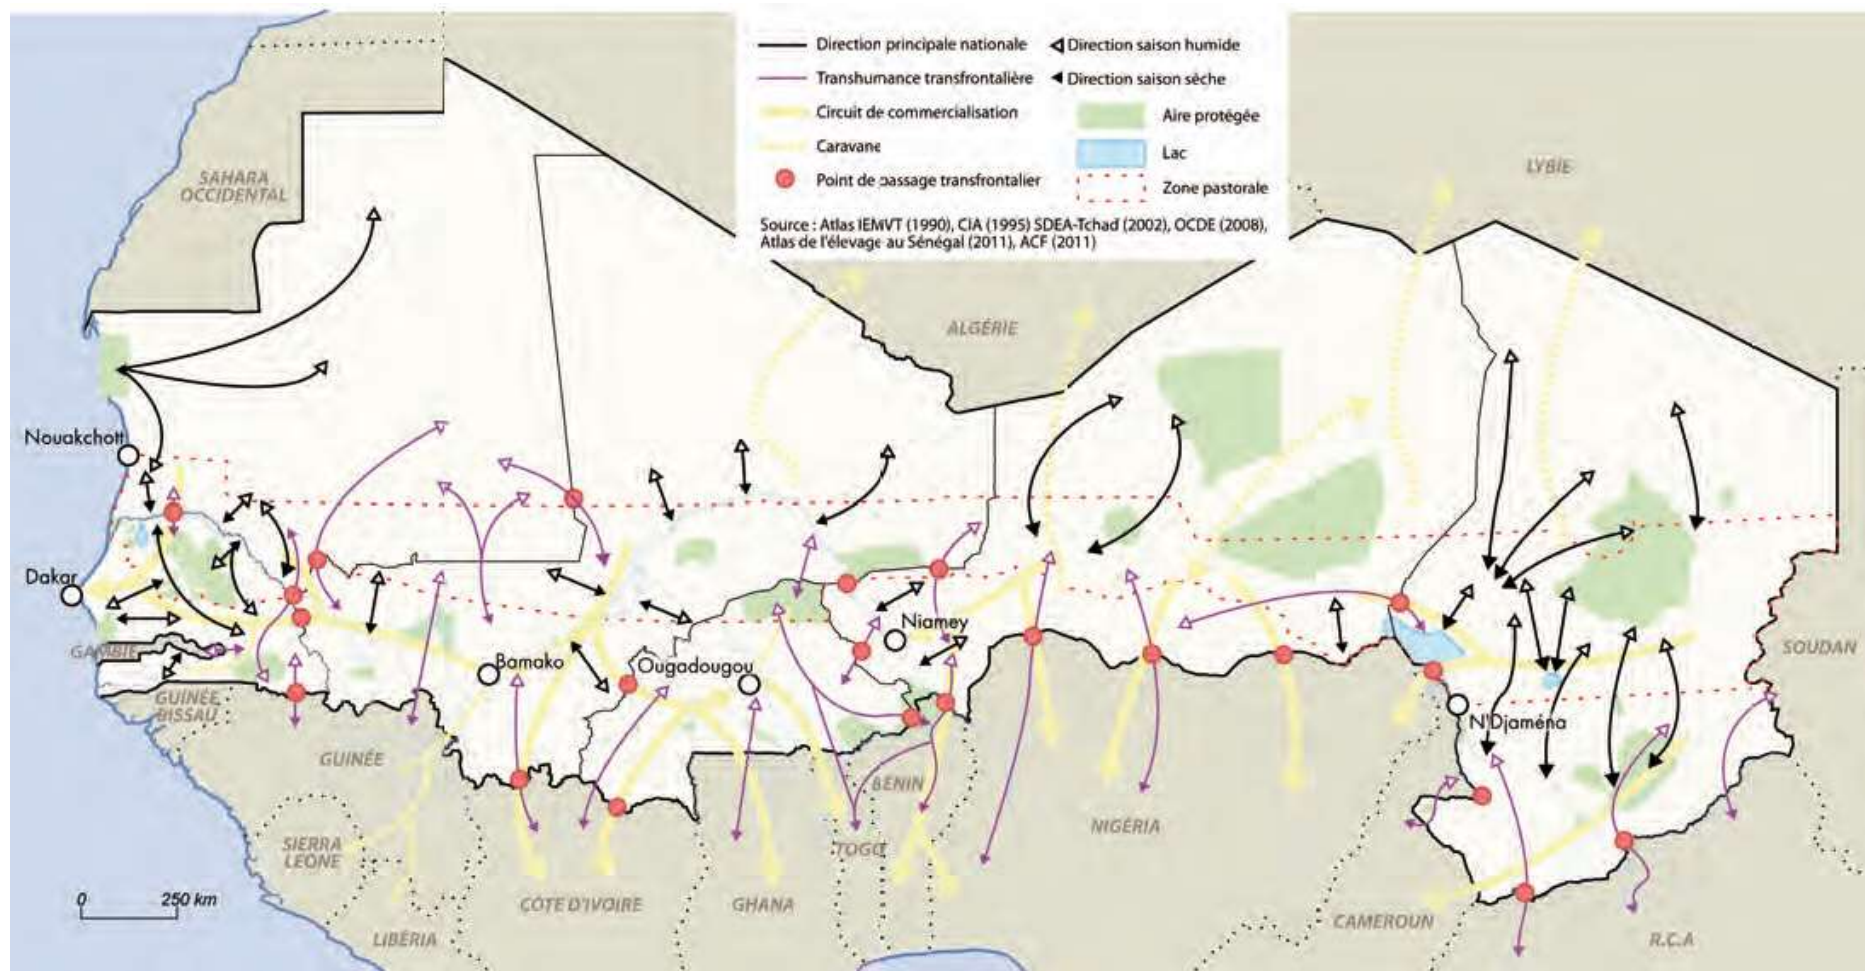 Direction principale nationale
Direction saison humide
Transhumance transfrontalière
Direction saison sèche
Circuit de commercialisation
Aire protégée
Caravane
Lac
Point de passage transfrontalier
Zone pastorale
Source : Atlas IEMVT (1990), CIA (1995) SDEA-Tchad (2002), OCDE (2008),
Atlas de l'élevage au Sénégal (2011), ACF (2011)
SAHARA
OCCIDENTAL
LYBIE
ALGÉRIE
Nouakchott
Dakar
GAMBIE
Niamey
SOUDAN
Bamako
Ougadougou
GUINÉE
BISSAU
N'Djaména
GUINÉE
BENIN
NIGÉRIA
SIERRA
LEONE
TOGO
0 250 km
CÔTE D'IVOIRE
GHANA
CAMEROUN
LIBÉRIA
R.C.A